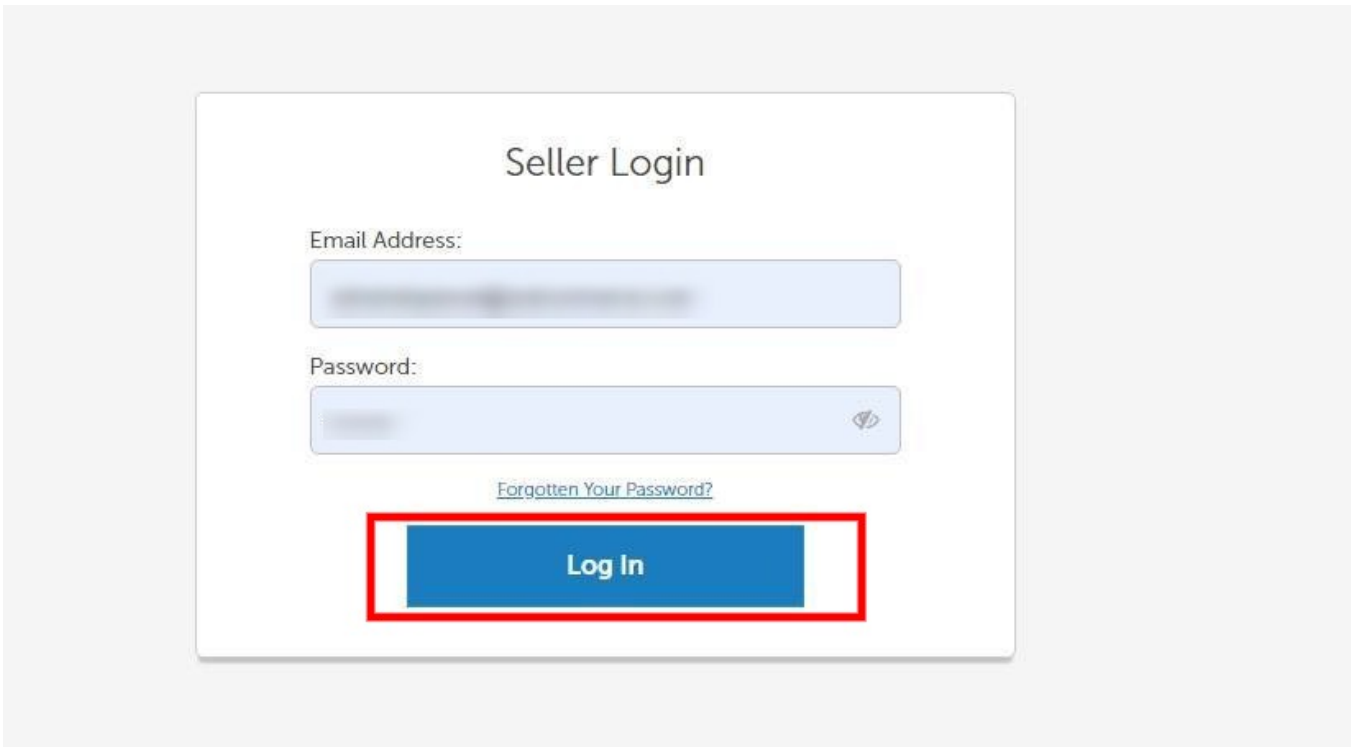 Seller Login
Email Address:
Password:
Forgotten Your Password?
Log In